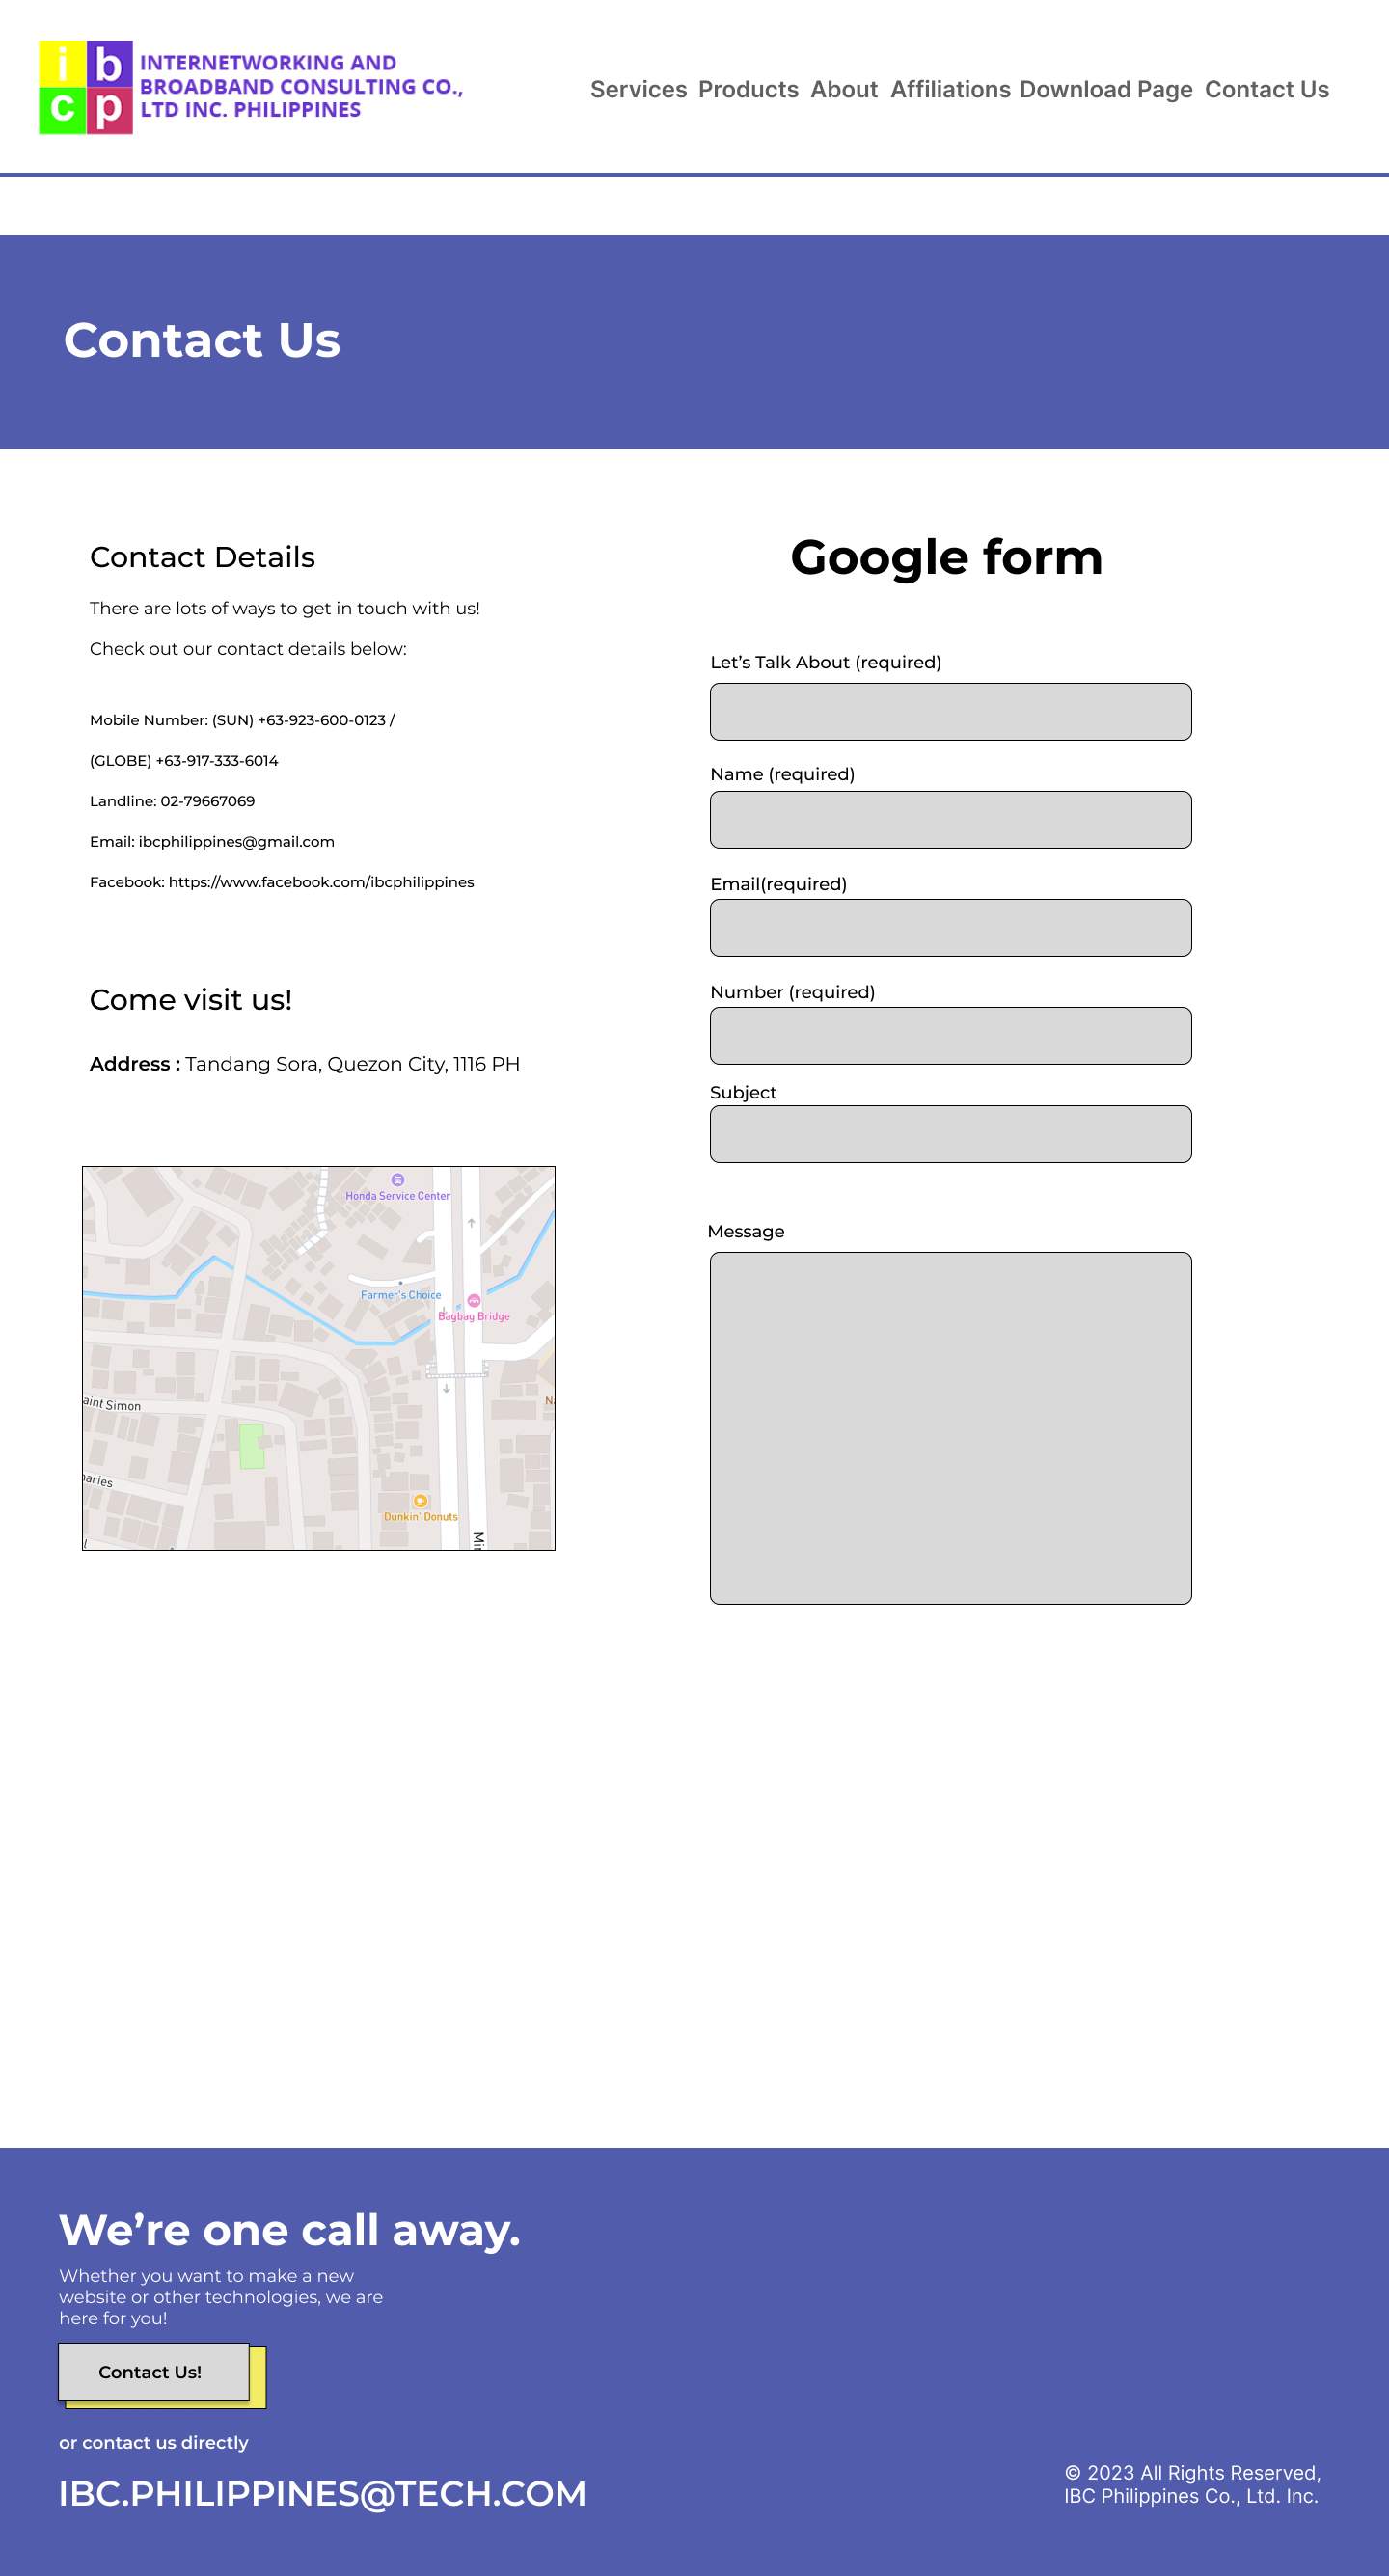 i b
c p
INTERNETWORKING AND
BROADBAND CONSULTING CO.,
LTD INC. PHILIPPINES
Services Products About Affiliations Download Page Contact Us
Contact Us
Contact Details
There are lots of ways to get in touch with us!
Check out our contact details below:
Mobile Number: (SUN) +63-923-600-0123 /
(GLOBE) +63-917-333-6014
Landline: 02-79667069
Email: ibcphilippines@gmail.com
Facebook: https://www.facebook.com/ibcphilippines
Come visit us!
Address : Tandang Sora, Quezon City, 1116 PH
Honda Service Center
Farmer's Choice
Bagbag Bridge
aint Simon
Dunkin' Donuts
Google form
Let’s Talk About (required)
Name (required)
Email(required)
Number (required)
Subject
Message
We’re one call away.
Whether you want to make a new
website or other technologies, we are
here for you!
Contact Us!
or contact us directly
IBC.PHILIPPINES@TECH.COM
© 2023 All Rights Reserved,
IBC Philippines Co., Ltd. Inc.